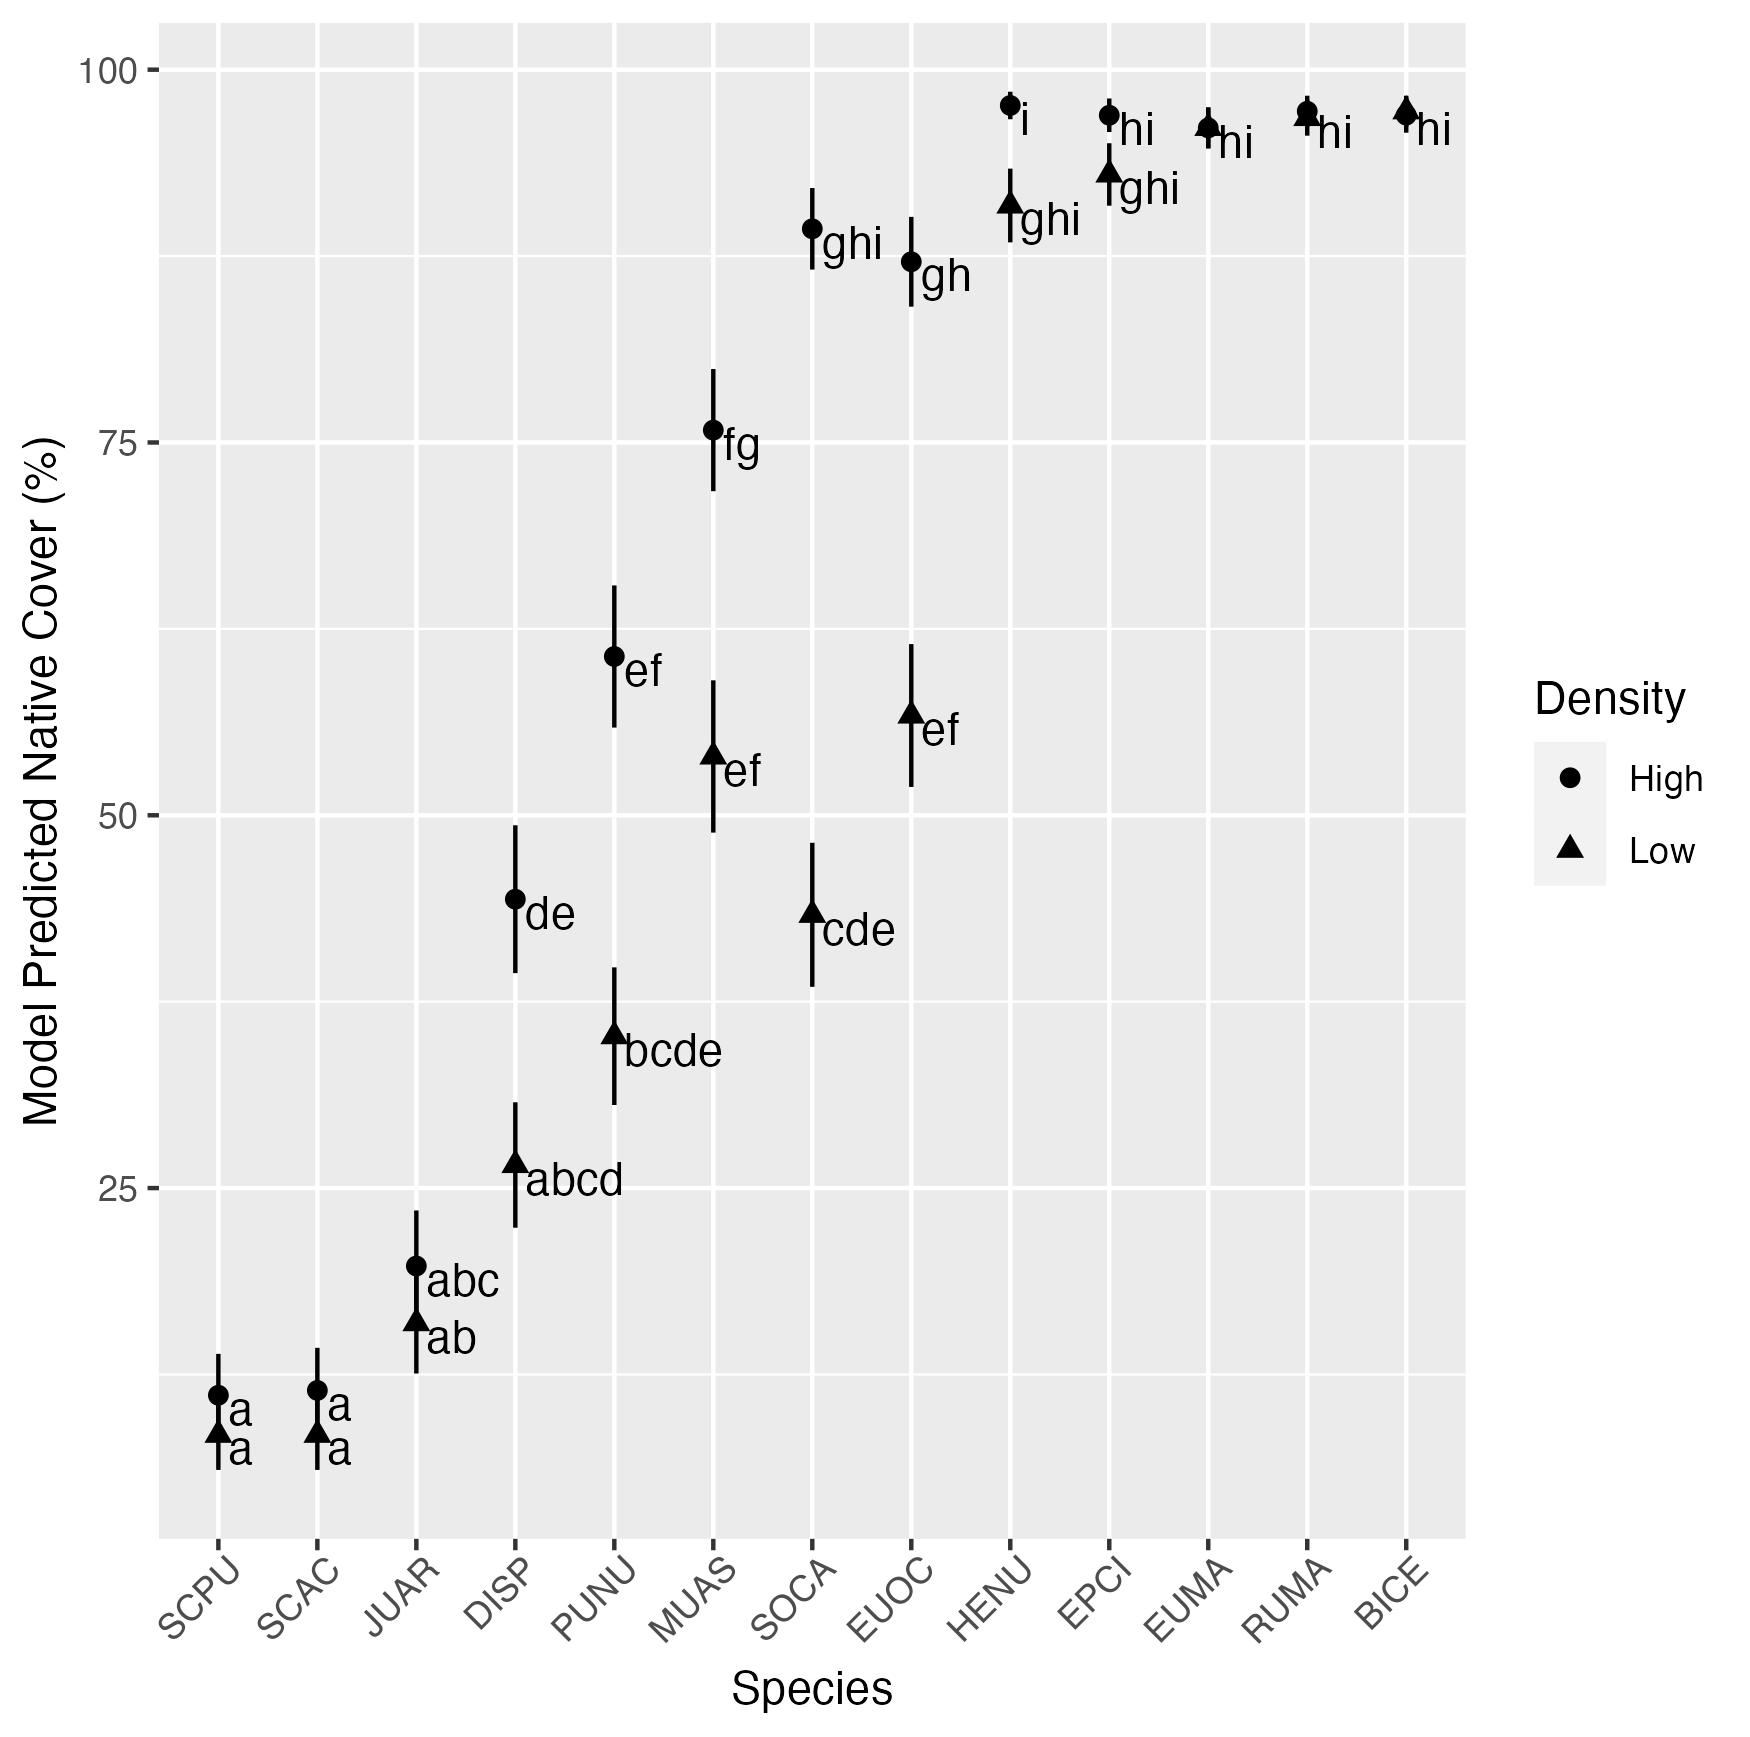 100
75
50
25
Model Predicted Native Cover (%)
i
hi
hi
hi
hi
ghi
ghi
ghi
gh
fg
ef
ef
ef
de
cde
bcde
abcd
abc
ab
a
a
a
a
SCPU
SCAC
JUAR
DISP
PUNU
MUAS
SOCA
EUOC
HENU
EPCI
EUMA
RUMA
BICE
Species
Density
High
Low